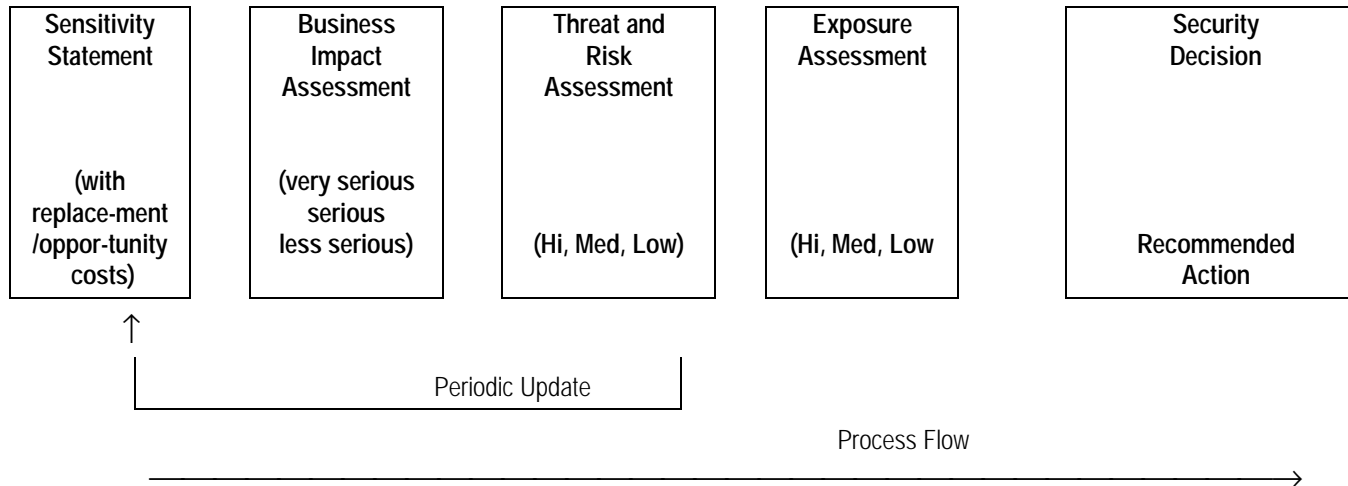 Sensitivity
Statement
(with
replace-ment
/oppor-tunity
costs)
Business
Impact
Assessment
(very serious
serious
less serious)
Threat and
Risk
Assessment
(Hi, Med, Low)
Exposure
Assessment
(Hi, Med, Low
Security
Decision
Recommended
Action
Periodic Update
Process Flow